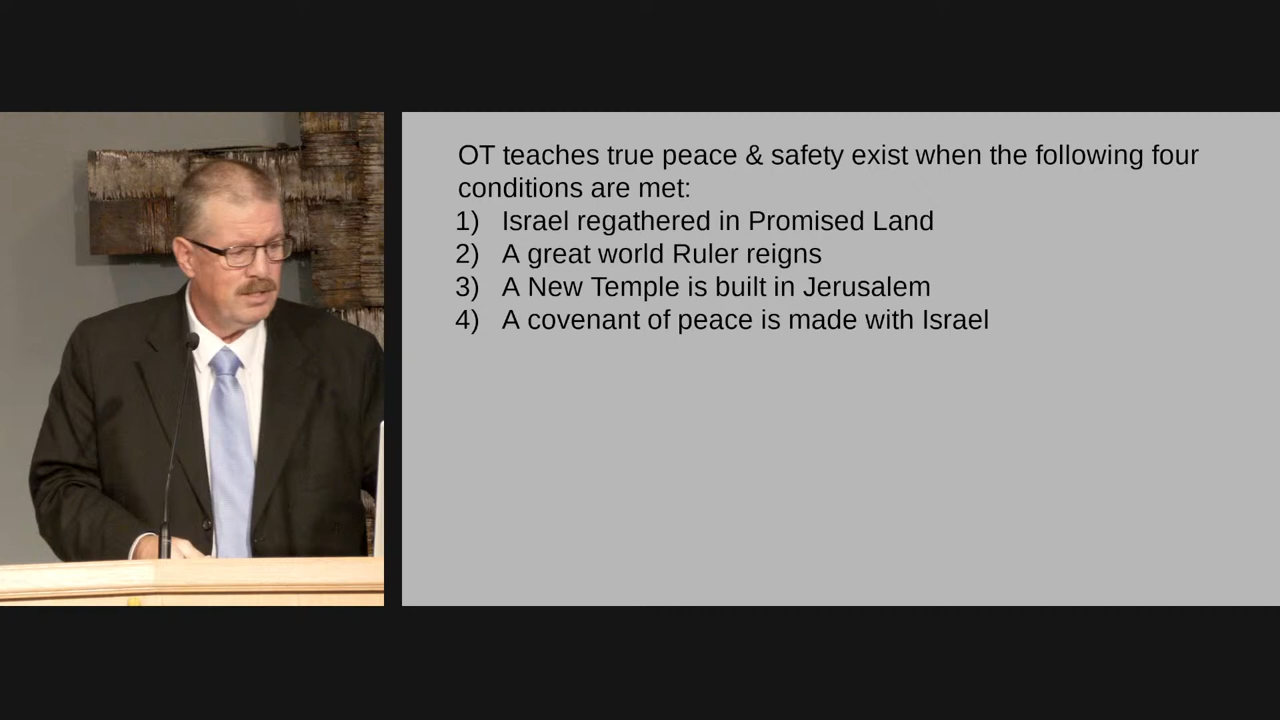 OT teaches true peace & safety exist when the following four
conditions are met:
1) Israel regathered in Promised Land
2) A great world Ruler reigns
3) A New Temple is built in Jerusalem
4) A covenant of peace is made with Israel